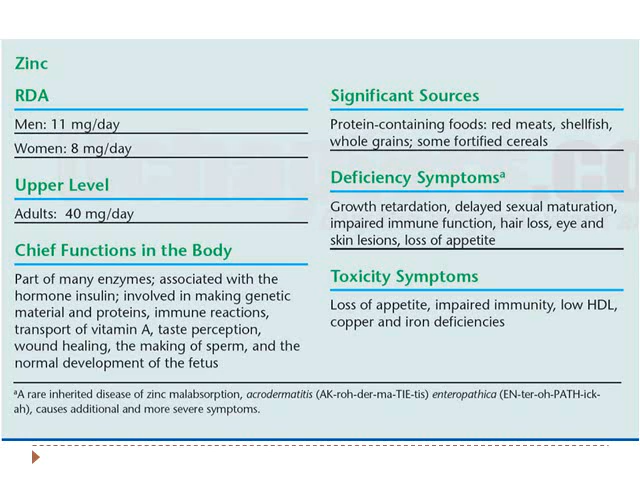 Zinc
RDA
Men: 11 mg/day
Women: 8 mg/day
Upper Level
Adults:  40 mg/day
Chief Functions in the Body
Part of many enzymes; associated with the
hormone insulin; involved in making genetic
material and proteins, immune reactions,
transport of vitamin A, taste perception,
wound healing, the making of sperm, and the
normal development of the fetus
Significant Sources
Protein-containing foods: red meats, shellfish,
whole grains; some fortified cereals
Deficiency Symptomsᵃ
Growth retardation, delayed sexual maturation,
impaired immune function, hair loss, eye and
skin lesions, loss of appetite
Toxicity Symptoms
Loss of appetite, impaired immunity, low HDL,
copper and iron deficiencies
ᵃA rare inherited disease of zinc malabsorption, acrodermatitis (AK-roh-der-ma-TIE-tis) enteropathica (EN-ter-oh-PATH-ick-
ah), causes additional and more severe symptoms.